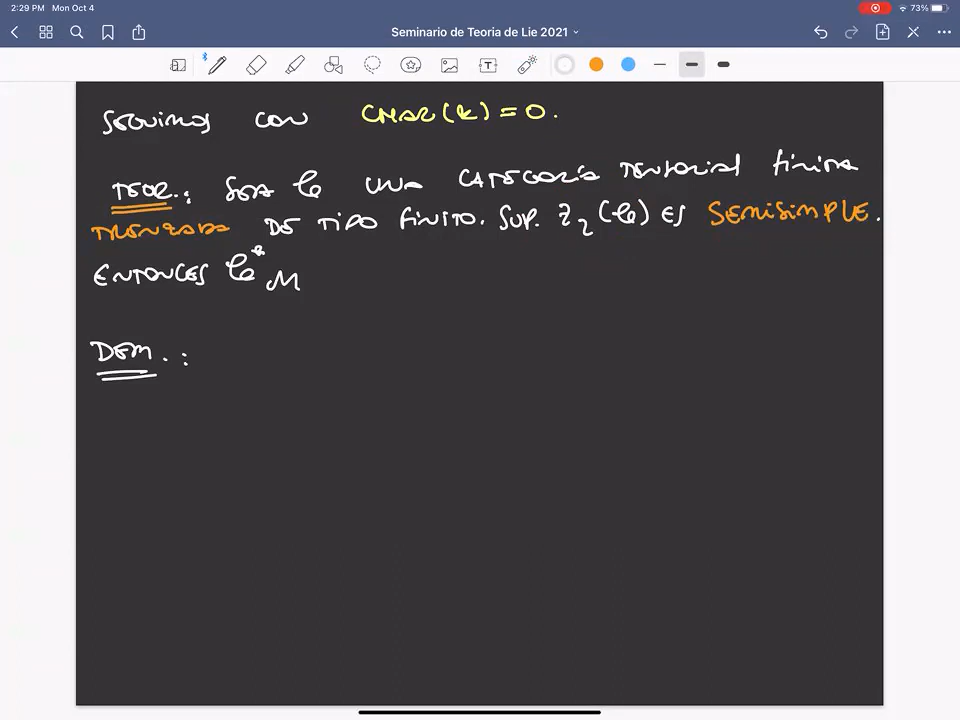 2:29 PM Mon Oct 4
73%
Seminario de Teoria de Lie 2021
T
SEGUIMOS CON CHAR(k) = 0.
TEOR.: SEA 𝒞 UNA CATEGORÍA TENSORIAL FINITA
TRENZADA DE TIPO FINITO. SUP. Z₂(𝒞) ES SEMISIMPLE.
ENTONCES 𝒞*ℳ
DEM.: